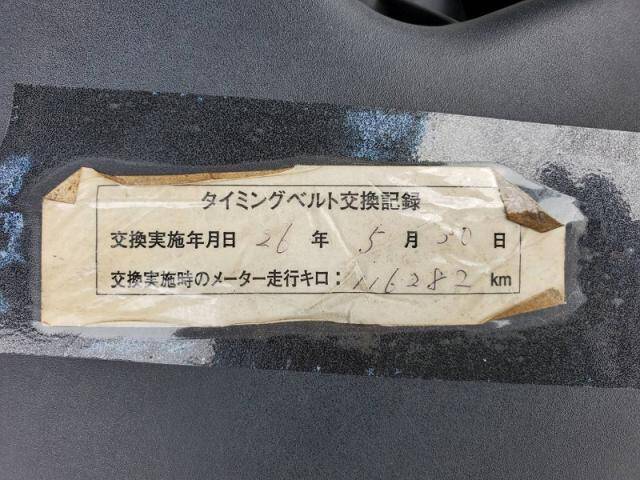 タイミングベルト交換記録
交換実施年月日 26 年 5 月 30 日
交換実施時のメーター走行キロ: 116282 km